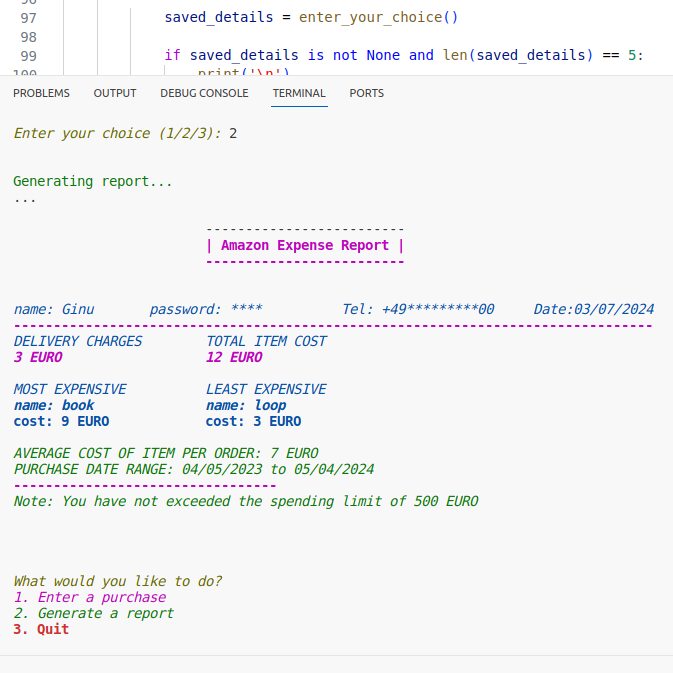 97 saved_details = enter_your_choice()
98
99 if saved_details is not None and len(saved_details) == 5:
100 print('\n')
PROBLEMS OUTPUT DEBUG CONSOLE TERMINAL PORTS
Enter your choice (1/2/3): 2
Generating report...
...
-------------------------
| Amazon Expense Report |
-------------------------
name: Ginu password: **** Tel: +49*********00 Date:03/07/2024
--------------------------------------------------------------------------------
DELIVERY CHARGES TOTAL ITEM COST
3 EURO 12 EURO
MOST EXPENSIVE LEAST EXPENSIVE
name: book name: loop
cost: 9 EURO cost: 3 EURO
AVERAGE COST OF ITEM PER ORDER: 7 EURO
PURCHASE DATE RANGE: 04/05/2023 to 05/04/2024
---------------------------------
Note: You have not exceeded the spending limit of 500 EURO
What would you like to do?
1. Enter a purchase
2. Generate a report
3. Quit